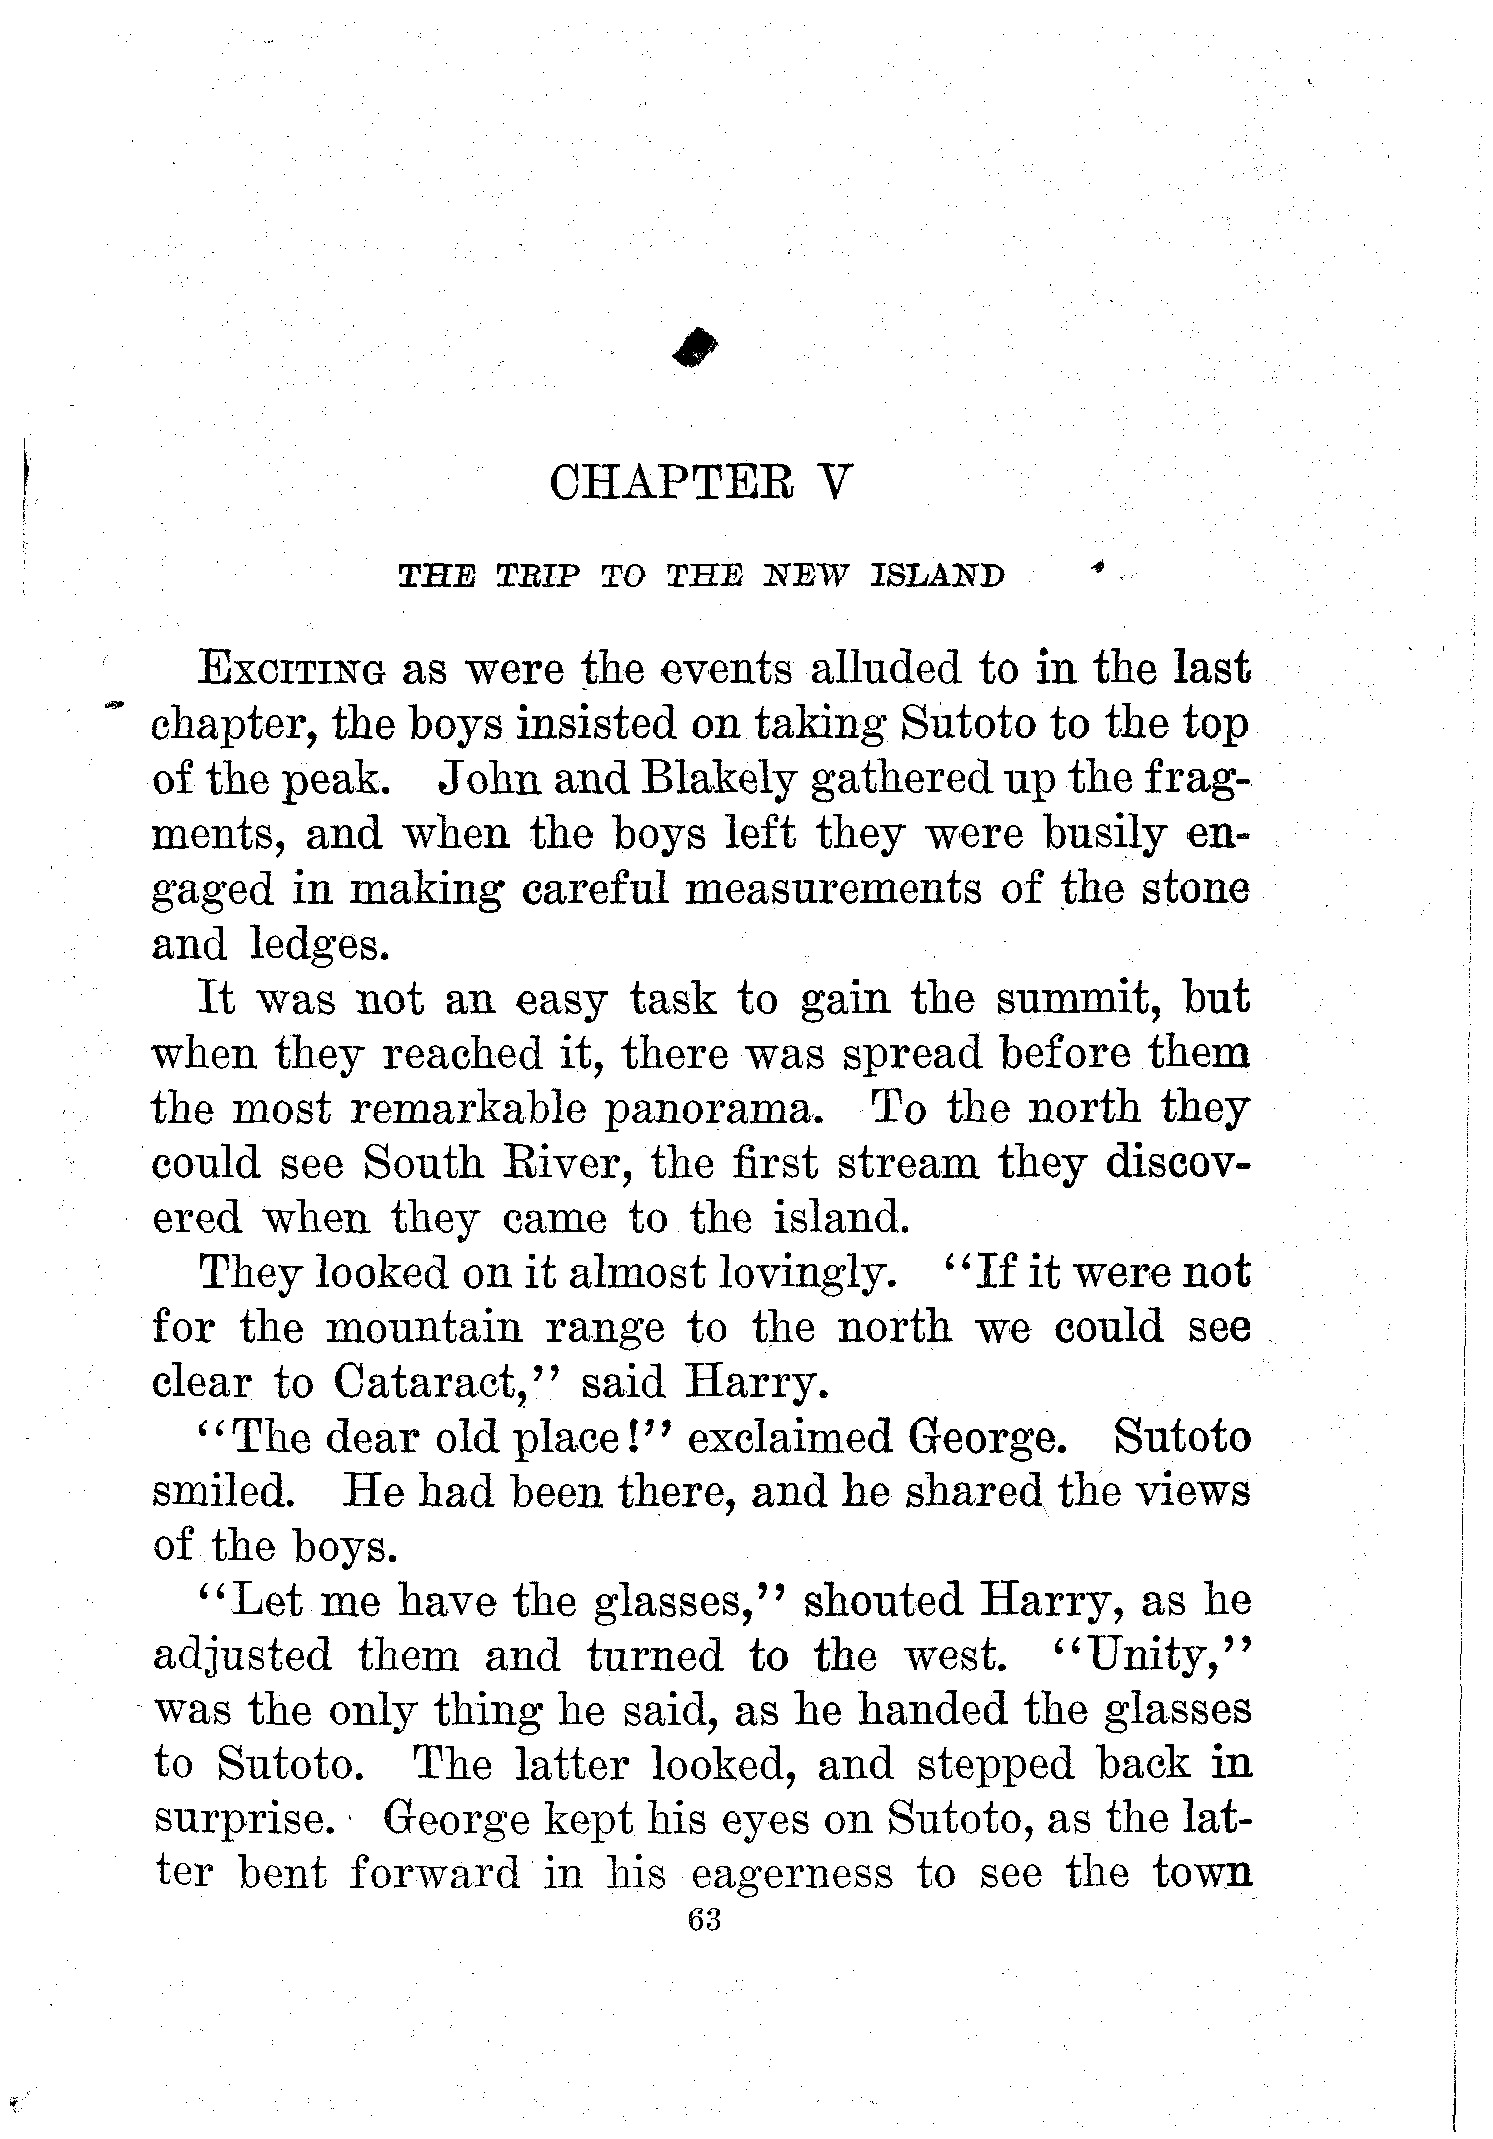 CHAPTER V
THE TRIP TO THE NEW ISLAND
Exciting as were the events alluded to in the last
chapter, the boys insisted on taking Sutoto to the top
of the peak. John and Blakely gathered up the frag-
ments, and when the boys left they were busily en-
gaged in making careful measurements of the stone
and ledges.
It was not an easy task to gain the summit, but
when they reached it, there was spread before them
the most remarkable panorama. To the north they
could see South River, the first stream they discov-
ered when they came to the island.
They looked on it almost lovingly. "If it were not
for the mountain range to the north we could see
clear to Cataract," said Harry.
"The dear old place!" exclaimed George. Sutoto
smiled. He had been there, and he shared the views
of the boys.
"Let me have the glasses," shouted Harry, as he
adjusted them and turned to the west. "Unity,"
was the only thing he said, as he handed the glasses
to Sutoto. The latter looked, and stepped back in
surprise. George kept his eyes on Sutoto, as the lat-
ter bent forward in his eagerness to see the town
63